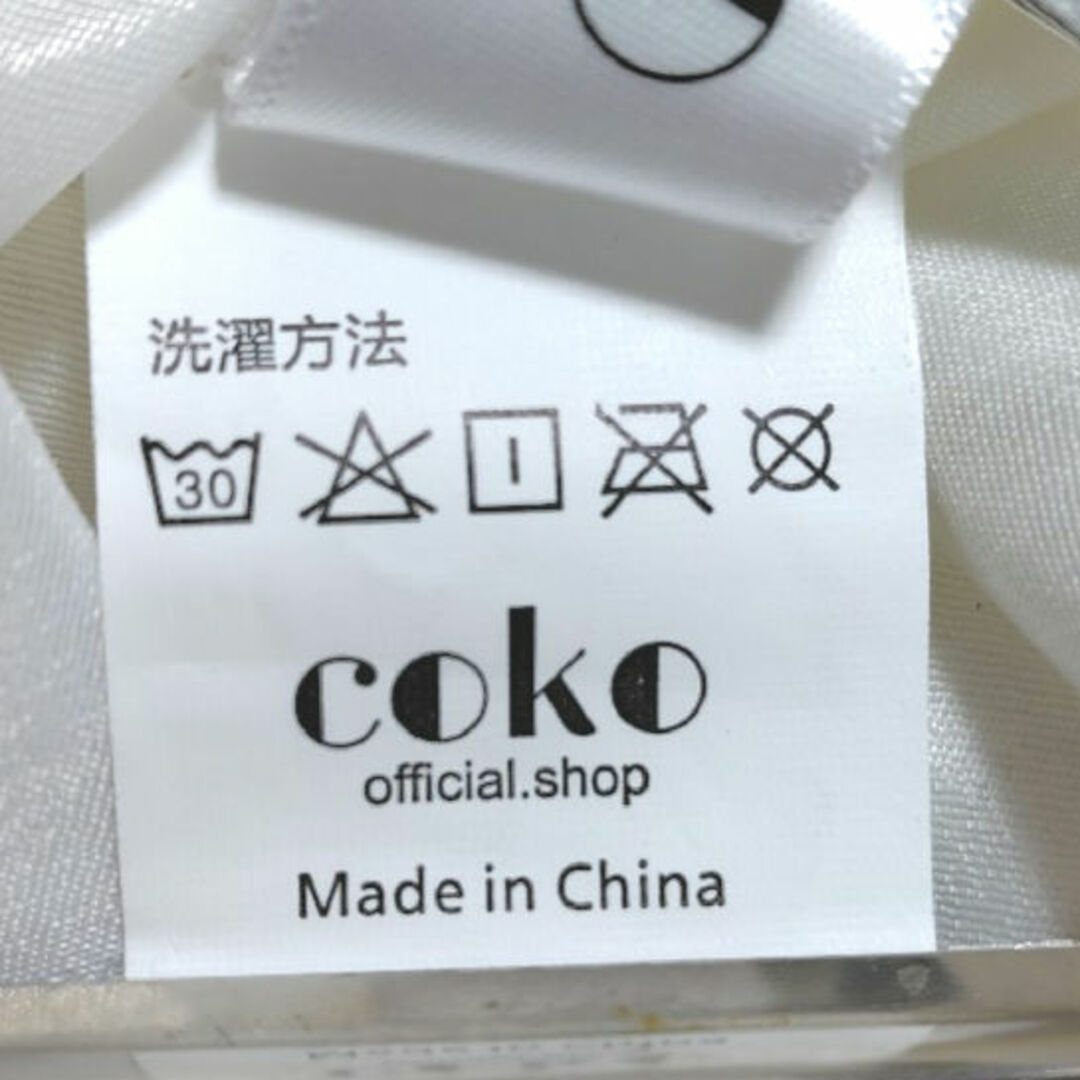 洗濯方法
30
coko
official.shop
Made in China